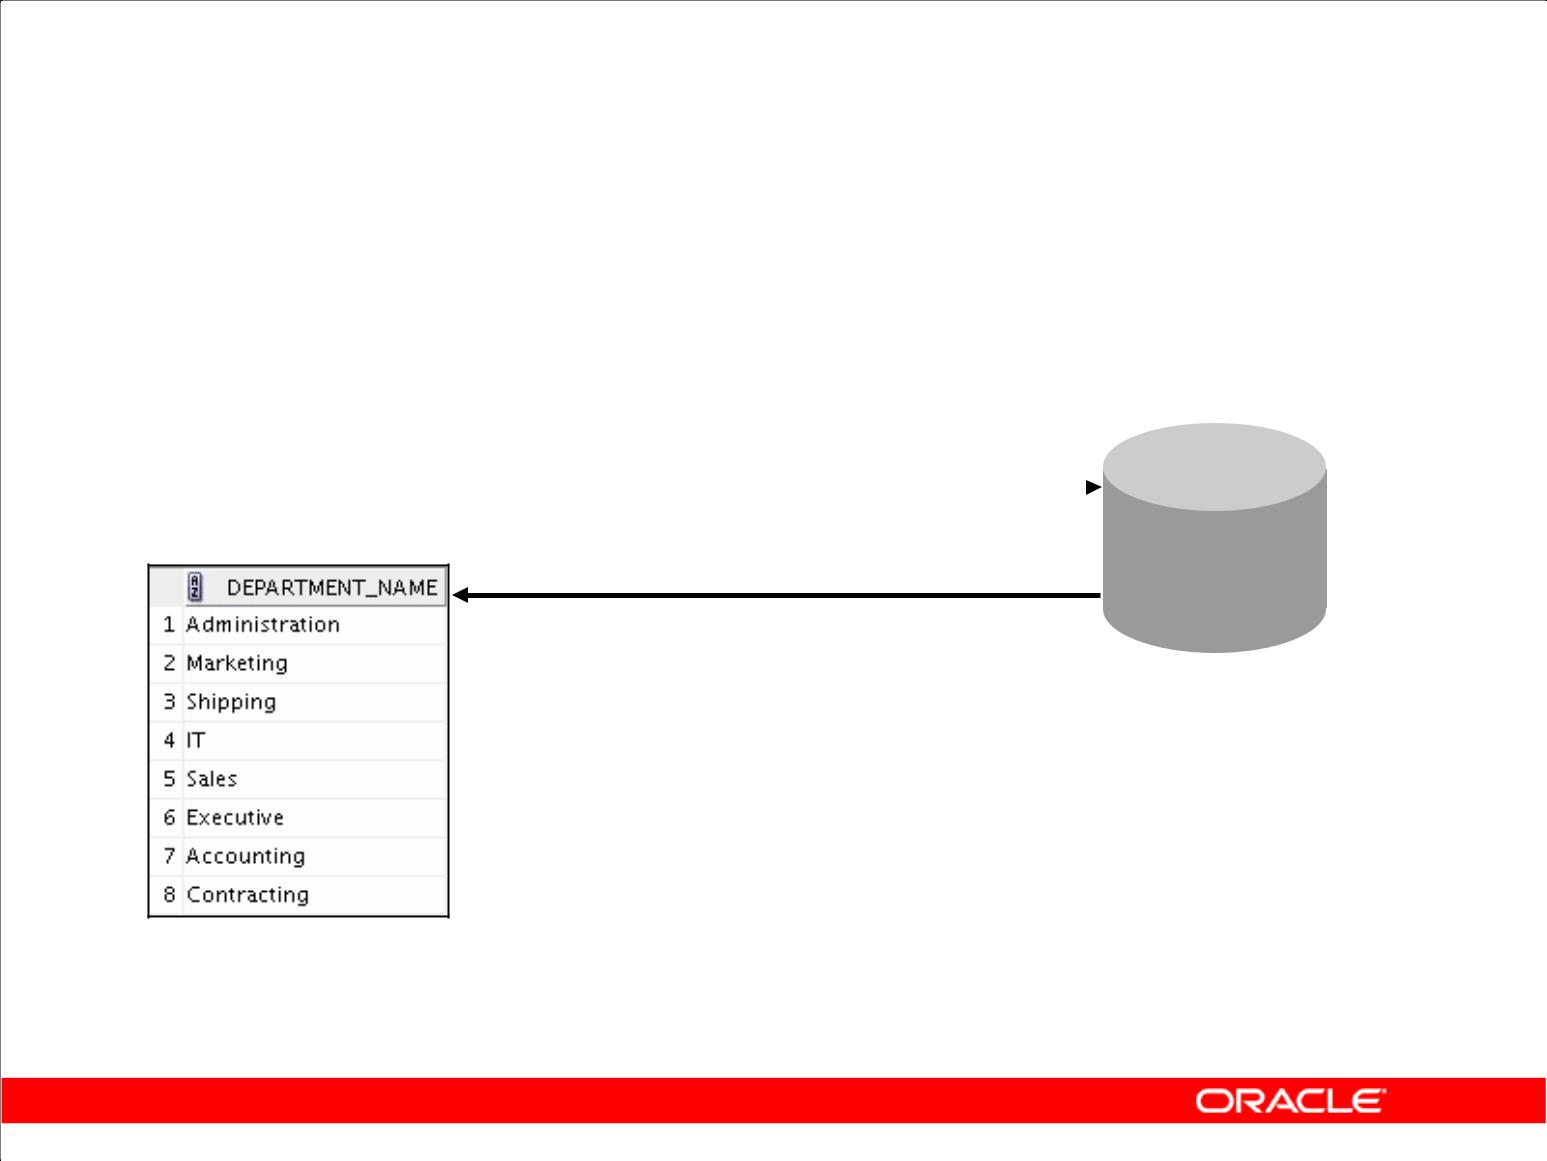 DEPARTMENT_NAME
1 Administration
2 Marketing
3 Shipping
4 IT
5 Sales
6 Executive
7 Accounting
8 Contracting
ORACLE